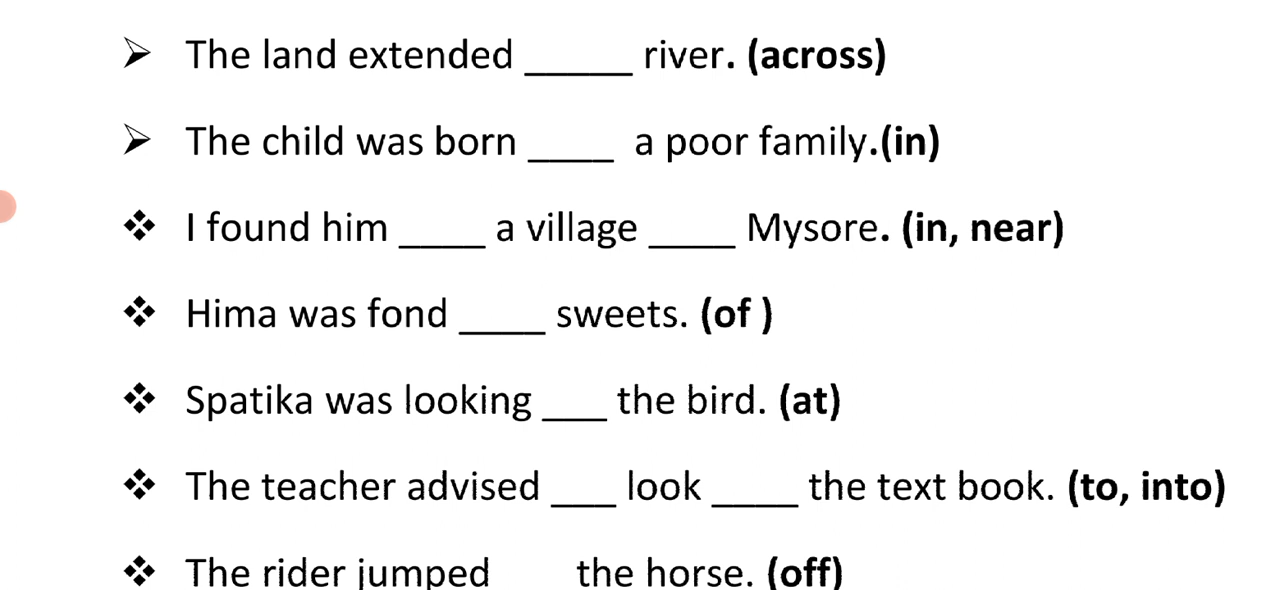 ➢ The land extended _____ river. (across)
➢ The child was born ____ a poor family.(in)
❖ I found him ____ a village ____ Mysore. (in, near)
❖ Hima was fond ____ sweets. (of )
❖ Spatika was looking ___ the bird. (at)
❖ The teacher advised ___ look ____ the text book. (to, into)
❖ The rider jumped ___ the horse. (off)